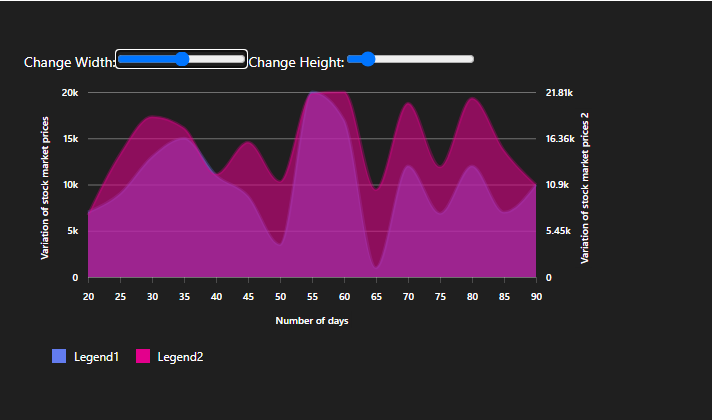 Change Width: Change Height:
20k 21.81k
15k 16.36k
10k 10.9k
5k 5.45k
0 0
Variation of stock market prices
Variation of stock market prices 2
20 25 30 35 40 45 50 55 60 65 70 75 80 85 90
Number of days
Legend1 Legend2